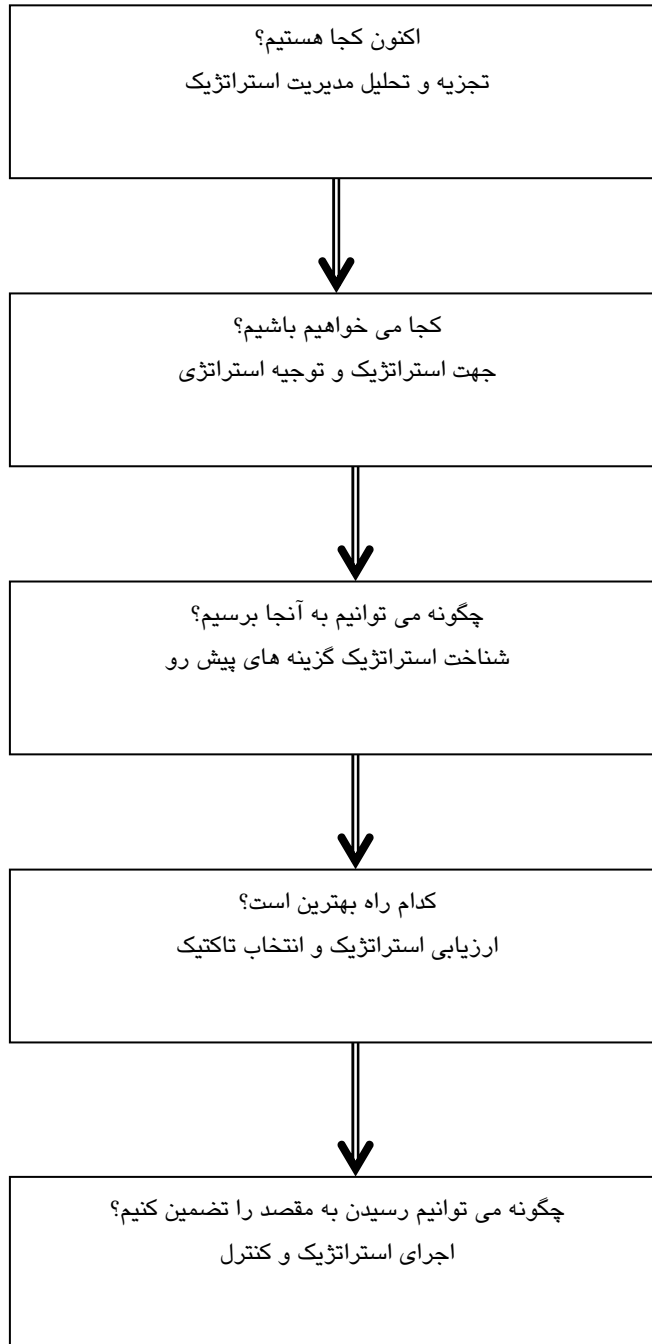 اکنون کجا هستیم؟
تجزیه و تحلیل مدیریت استراتژیک
کجا می خواهیم باشیم؟
جهت استراتژیک و توجیه استراتژی
چگونه می توانیم به آنجا برسیم؟
شناخت استراتژیک گزینه های پیش رو
کدام راه بهترین است؟
ارزیابی استراتژیک و انتخاب تاکتیک
چگونه می توانیم رسیدن به مقصد را تضمین کنیم؟
اجرای استراتژیک و کنترل